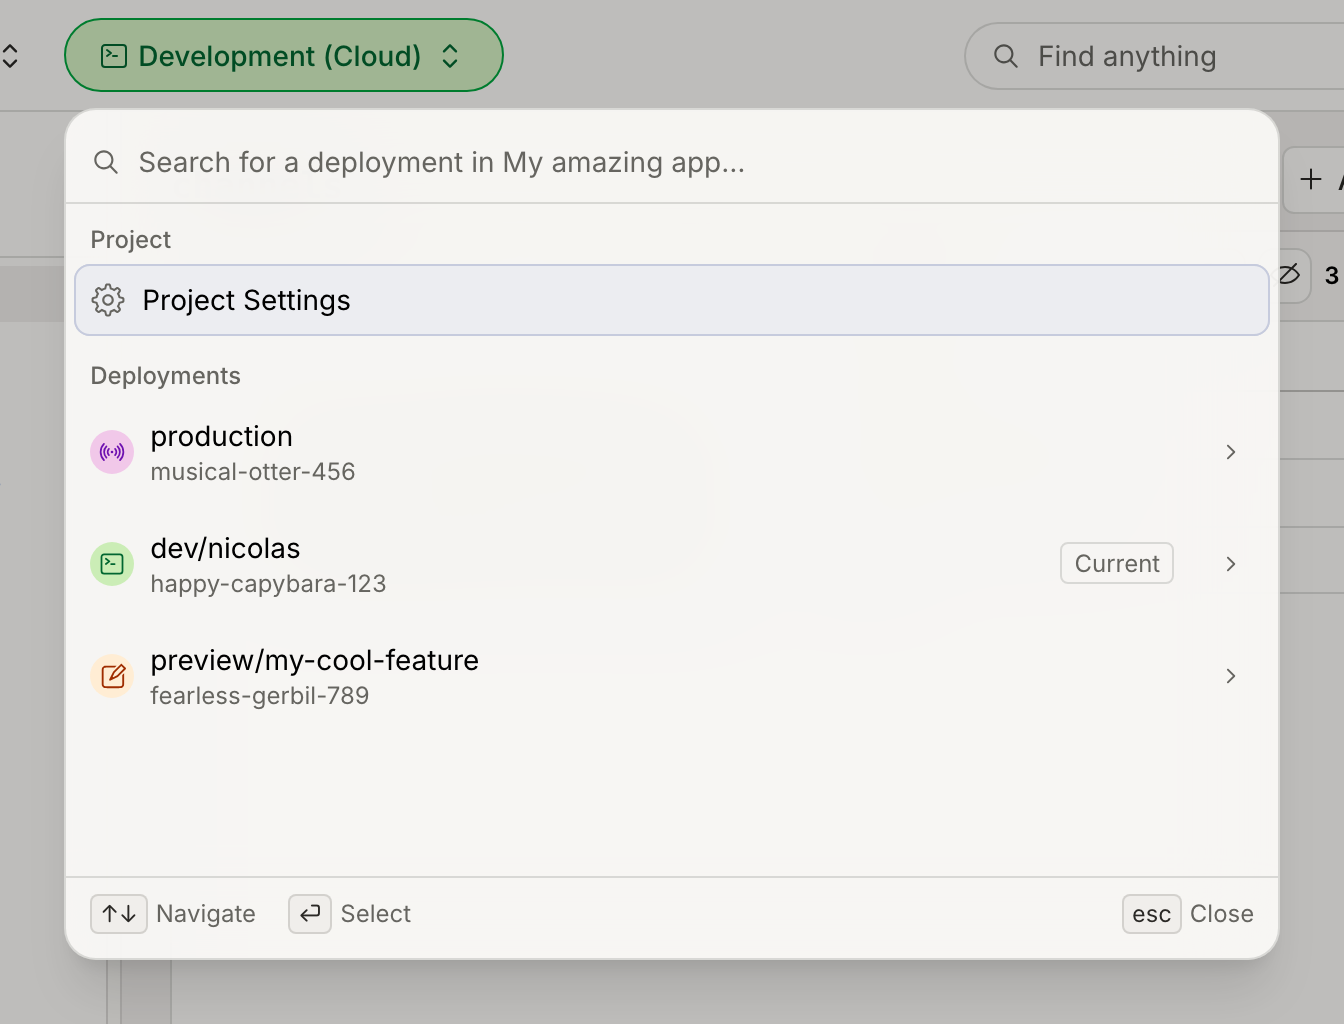 Development (Cloud)
Find anything
Search for a deployment in My amazing app...
Project
Project Settings
3
Deployments
production
musical-otter-456
dev/nicolas
happy-capybara-123
Current
preview/my-cool-feature
fearless-gerbil-789
Navigate
Select
esc Close